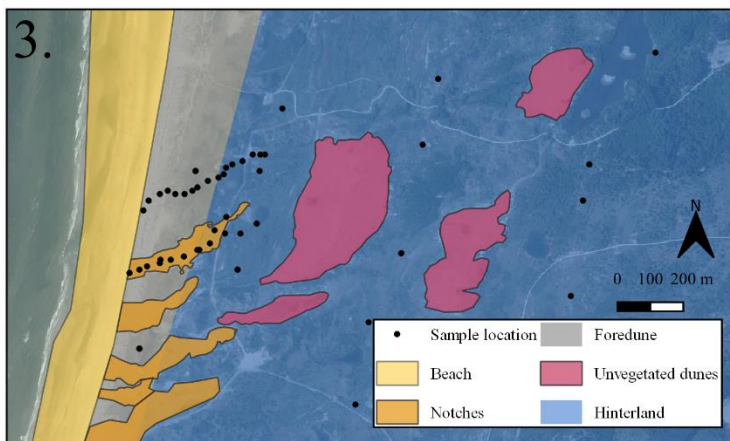 3.
N
0 100 200 m
Sample location Foredune
Beach Unvegetated dunes
Notches Hinterland